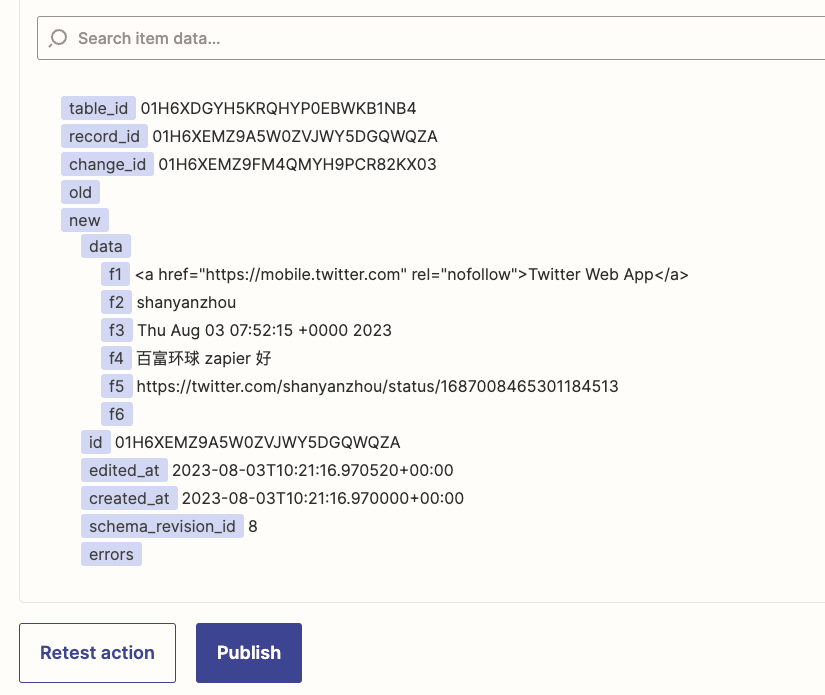 Search item data...
table_id 01H6XDGYH5KRQHYP0EBWKB1NB4
record_id 01H6XEMZ9A5W0ZVJWY5DGQWQZA
change_id 01H6XEMZ9FM4QMYH9PCR82KX03
old
new
data
f1 <a href="https://mobile.twitter.com" rel="nofollow">Twitter Web App</a>
f2 shanyanzhou
f3 Thu Aug 03 07:52:15 +0000 2023
f4 百富环球 zapier 好
f5 https://twitter.com/shanyanzhou/status/1687008465301184513
f6
id 01H6XEMZ9A5W0ZVJWY5DGQWQZA
edited_at 2023-08-03T10:21:16.970520+00:00
created_at 2023-08-03T10:21:16.970000+00:00
schema_revision_id 8
errors
Retest action Publish